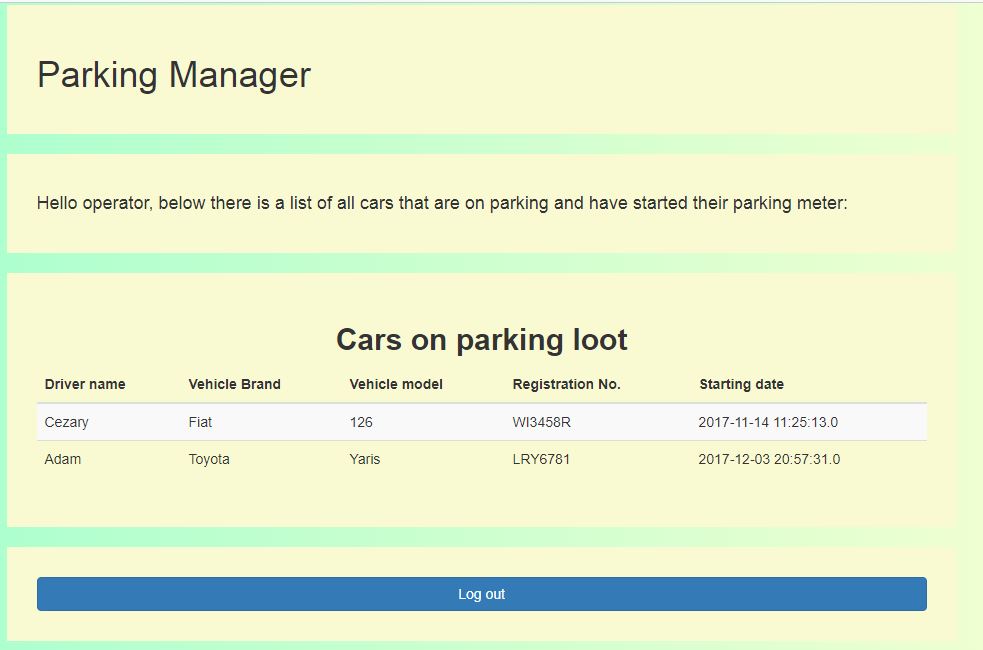 Parking Manager
Hello operator, below there is a list of all cars that are on parking and have started their parking meter:
Cars on parking loot
Driver name Vehicle Brand Vehicle model Registration No. Starting date
Cezary Fiat 126 WI3458R 2017-11-14 11:25:13.0
Adam Toyota Yaris LRY6781 2017-12-03 20:57:31.0
Log out